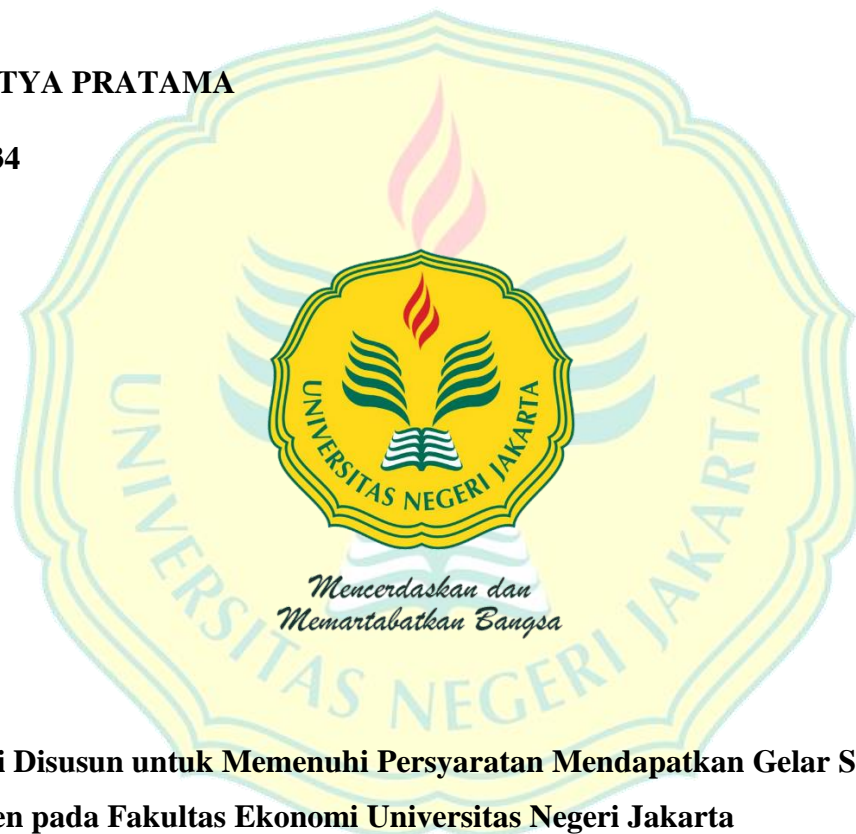 TYA PRATAMA
34
UNIVERSITAS NEGERI JAKARTA
Mencerdaskan dan
Memartabatkan Bangsa
UNIVERSITAS NEGERI JAKARTA
i Disusun untuk Memenuhi Persyaratan Mendapatkan Gelar S
en pada Fakultas Ekonomi Universitas Negeri Jakarta